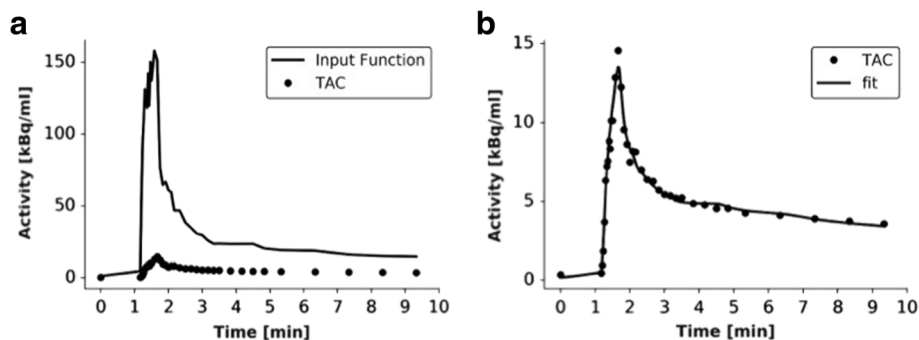 a
Activity [kBq/ml]
150
100
50
0
Input Function
TAC
0 1 2 3 4 5 6 7 8 9 10
Time [min]
b
Activity [kBq/ml]
15
10
5
0
TAC
fit
0 1 2 3 4 5 6 7 8 9 10
Time [min]